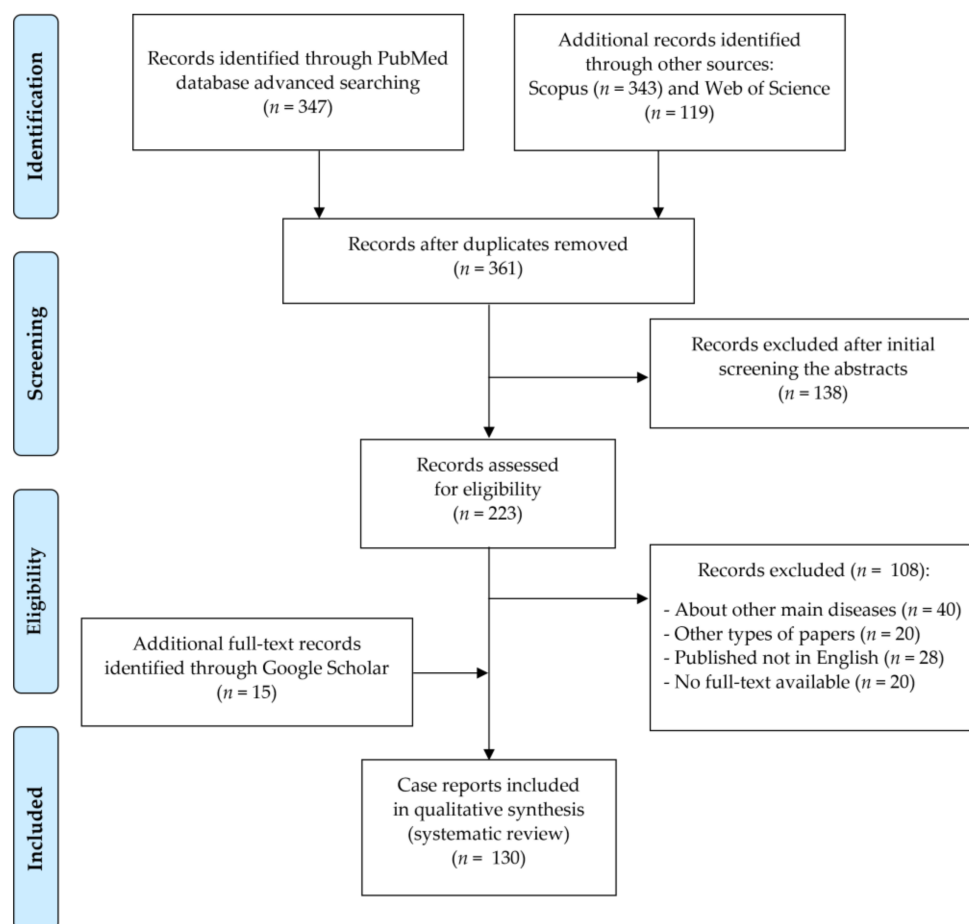 Identification
Records identified through PubMed
database advanced searching
(n = 347)
Additional records identified
through other sources:
Scopus (n = 343) and Web of Science
(n = 119)
Records after duplicates removed
(n = 361)
Screening
Records excluded after initial
screening the abstracts
(n = 138)
Records assessed
for eligibility
(n = 223)
Eligibility
Records excluded (n = 108):
- About other main diseases (n = 40)
- Other types of papers (n = 20)
- Published not in English (n = 28)
- No full-text available (n = 20)
Additional full-text records
identified through Google Scholar
(n = 15)
Included
Case reports included
in qualitative synthesis
(systematic review)
(n = 130)